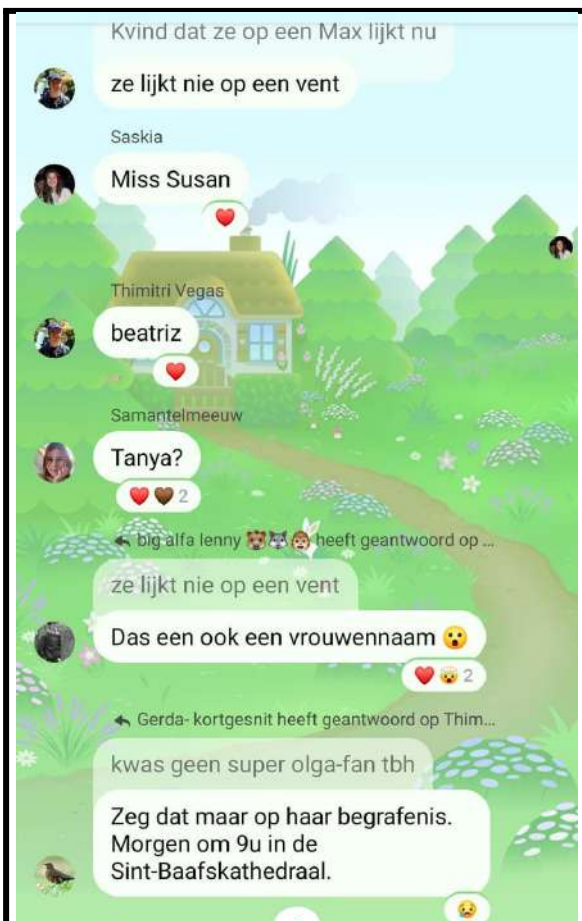 Kvind dat ze op een Max lijkt nu
ze lijkt nie op een vent
Saskia
Miss Susan
Thimitri Vegas
beatriz
Samantelmeeuw
Tanya?
2
big alfa lenny 🐻🐺🐵 heeft geantwoord op ...
ze lijkt nie op een vent
Das een ook een vrouwennaam 😮
2
Gerda- kortgesnit heeft geantwoord op Thim...
kwas geen super olga-fan tbh
Zeg dat maar op haar begrafenis.
Morgen om 9u in de
Sint-Baafskathedraal.